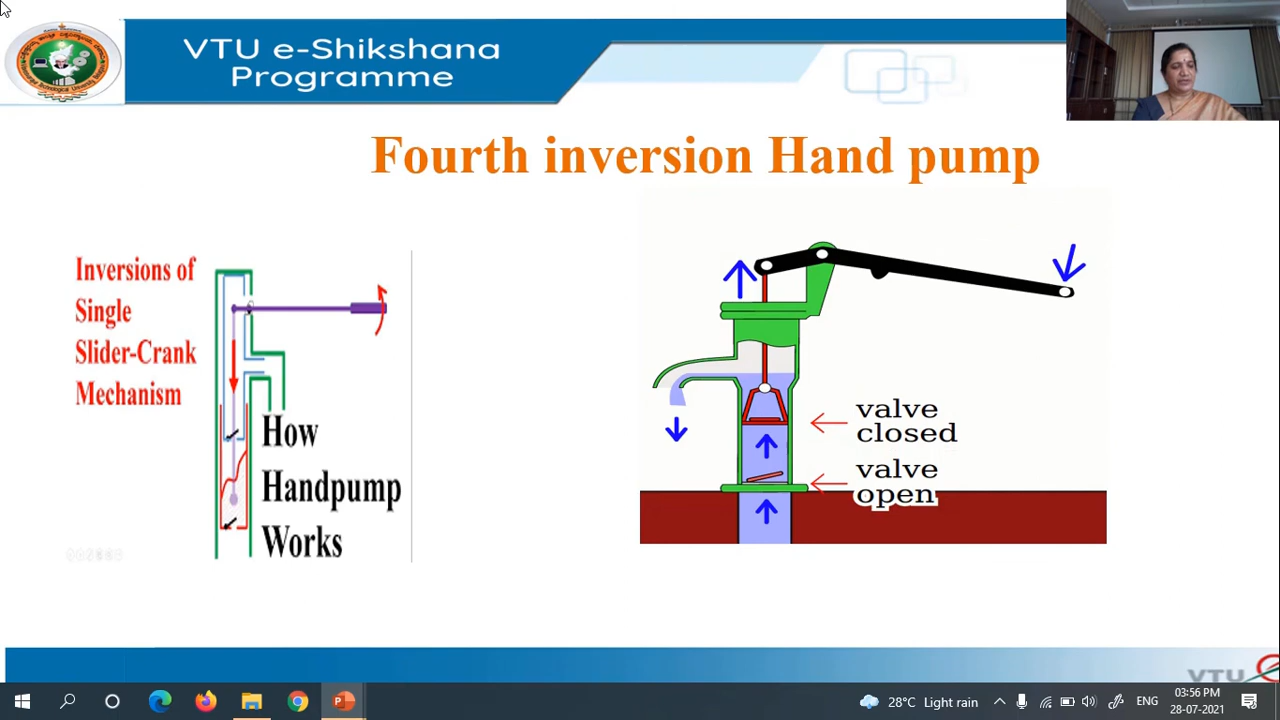 VTU e-Shikshana
Programme
Fourth inversion Hand pump
Inversions of
Single
Slider-Crank
Mechanism
How
Handpump
Works
valve
closed
valve
open
VTU
28°C Light rain
ENG
03:56 PM
28-07-2021